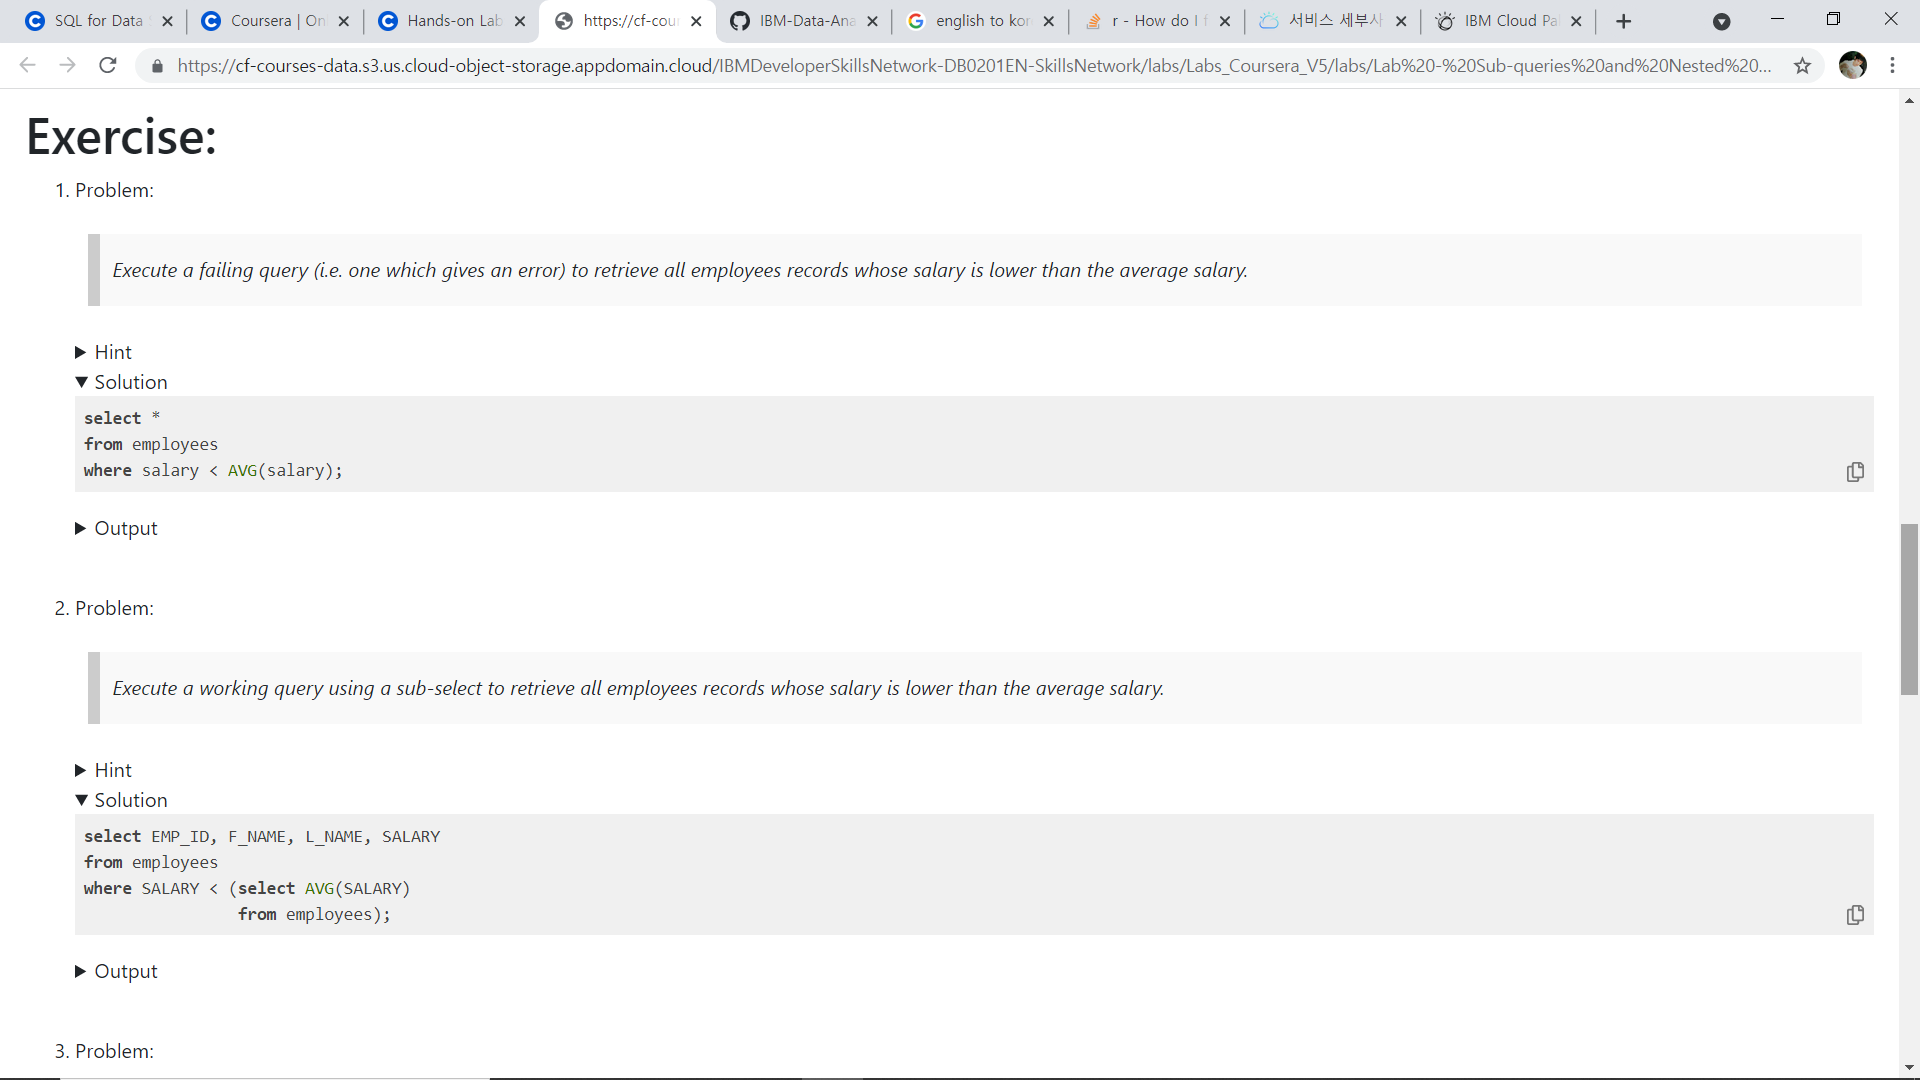 SQL for Data
Coursera | On
Hands-on Lab
https://cf-cour
IBM-Data-Ana
english to kor
r - How do I f
서비스 세부사
IBM Cloud Pa
https://cf-courses-data.s3.us.cloud-object-storage.appdomain.cloud/IBMDeveloperSkillsNetwork-DB0201EN-SkillsNetwork/labs/Labs_Coursera_V5/labs/Lab%20-%20Sub-queries%20and%20Nested%20...
Exercise:
1. Problem:
Execute a failing query (i.e. one which gives an error) to retrieve all employees records whose salary is lower than the average salary.
Hint
Solution
select *
from employees
where salary < AVG(salary);
Output
2. Problem:
Execute a working query using a sub-select to retrieve all employees records whose salary is lower than the average salary.
Hint
Solution
select EMP_ID, F_NAME, L_NAME, SALARY
from employees
where SALARY < (select AVG(SALARY)
from employees);
Output
3. Problem: